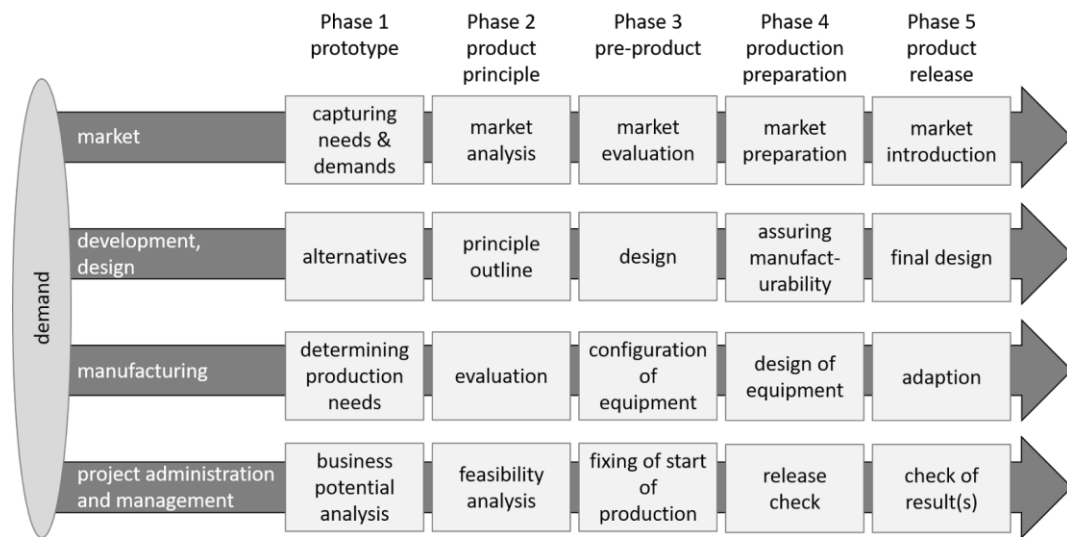 Phase 1
prototype
Phase 2
product
principle
Phase 3
pre-product
Phase 4
production
preparation
Phase 5
product
release
demand
market
capturing
needs &
demands
market
analysis
market
evaluation
market
preparation
market
introduction
development,
design
alternatives
principle
outline
design
assuring
manufact-
urability
final design
manufacturing
determining
production
needs
evaluation
configuration
of
equipment
design of
equipment
adaption
project administration
and management
business
potential
analysis
feasibility
analysis
fixing of start
of
production
release
check
check of
result(s)